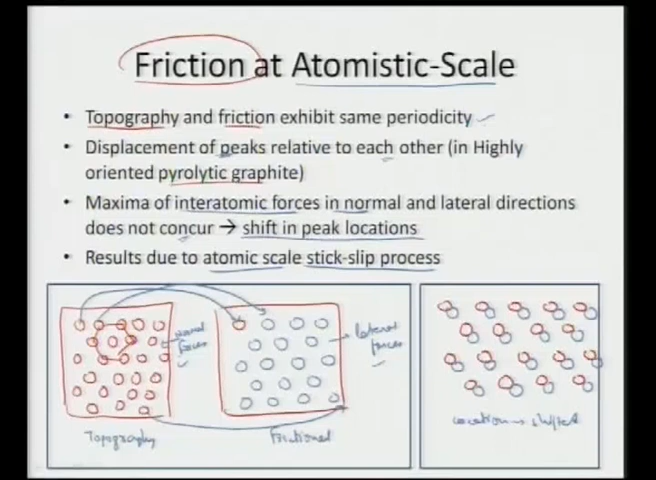 Friction at Atomistic-Scale
• Topography and friction exhibit same periodicity
• Displacement of peaks relative to each other (in Highly
oriented pyrolytic graphite)
• Maxima of interatomic forces in normal and lateral directions
does not concur → shift in peak locations
• Results due to atomic scale stick-slip process
normal
forces
lateral
forces
Topography
Frictional
location is shifted